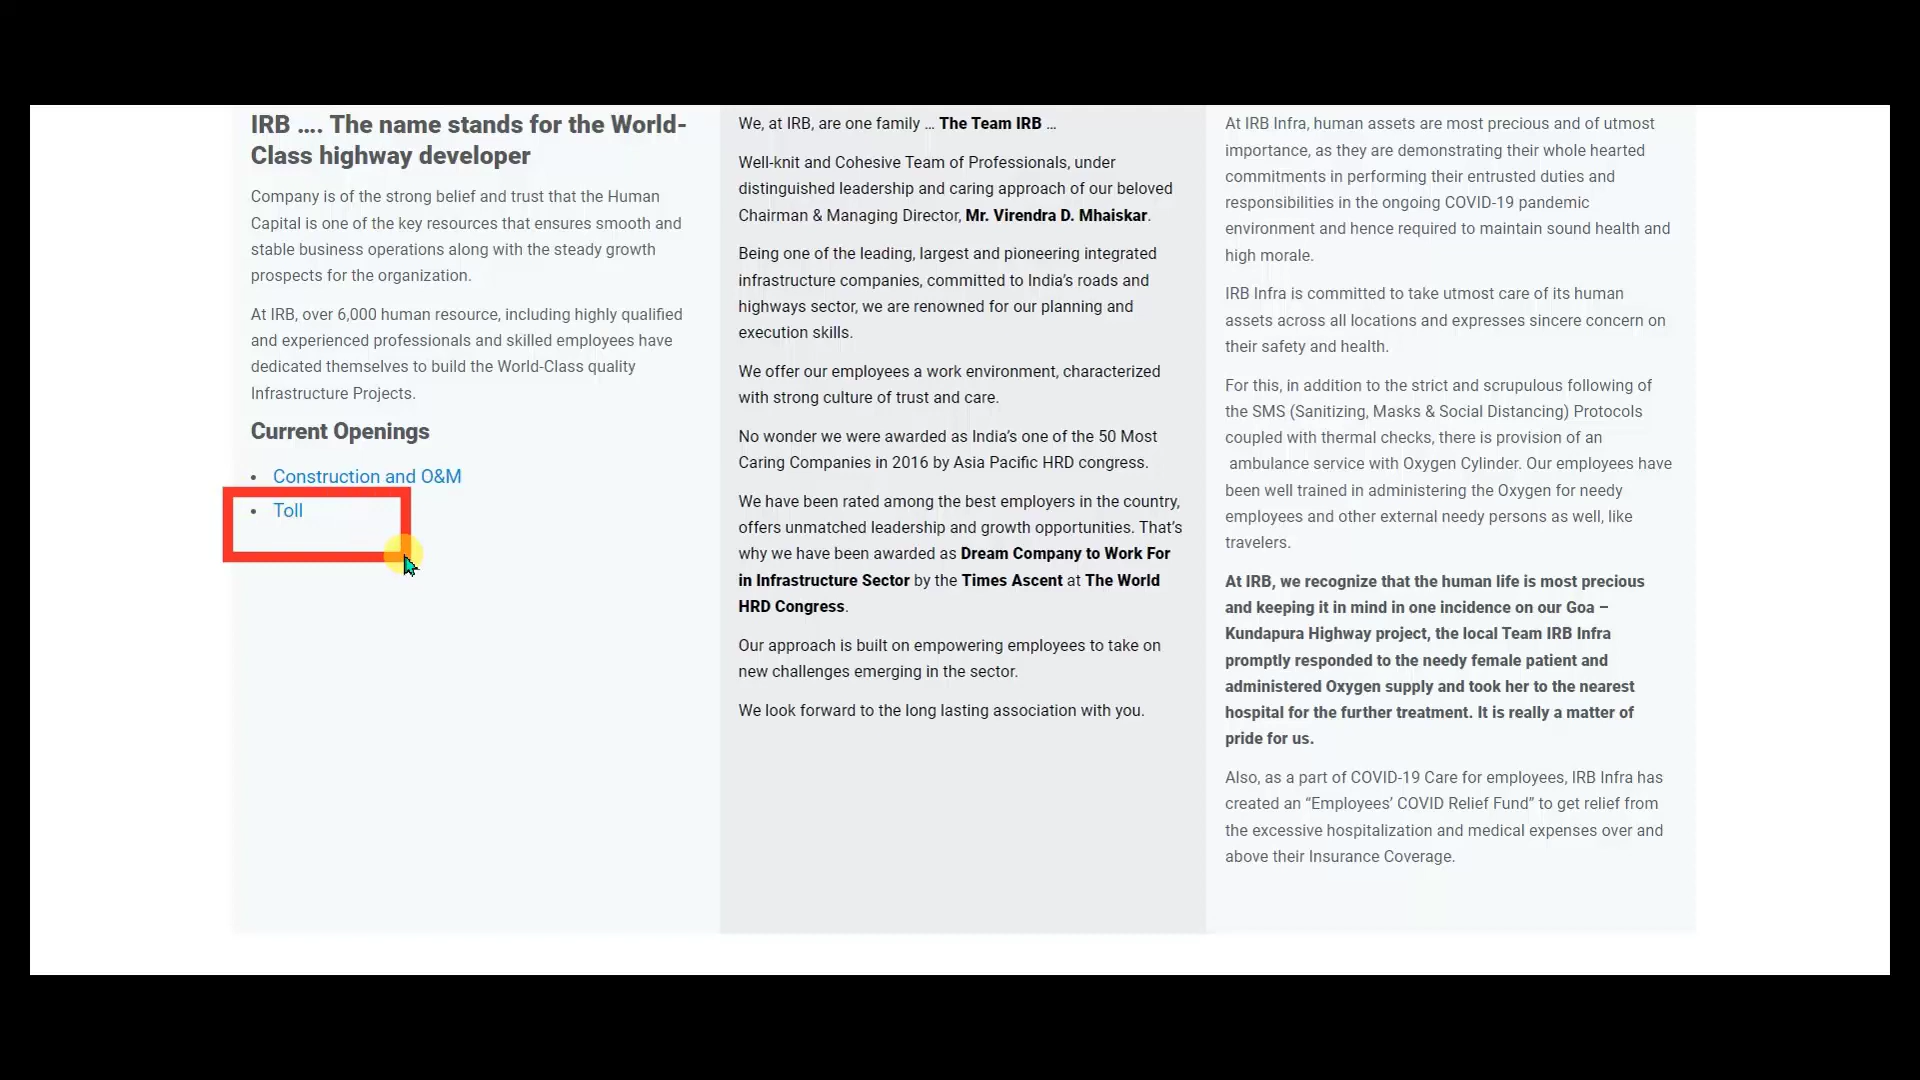 IRB .... The name stands for the World-
Class highway developer
Company is of the strong belief and trust that the Human
Capital is one of the key resources that ensures smooth and
stable business operations along with the steady growth
prospects for the organization.
At IRB, over 6,000 human resource, including highly qualified
and experienced professionals and skilled employees have
dedicated themselves to build the World-Class quality
Infrastructure Projects.
Current Openings
• Construction and O&M
• Toll
We, at IRB, are one family … The Team IRB …
Well-knit and Cohesive Team of Professionals, under
distinguished leadership and caring approach of our beloved
Chairman & Managing Director, Mr. Virendra D. Mhaiskar.
Being one of the leading, largest and pioneering integrated
infrastructure companies, committed to India’s roads and
highways sector, we are renowned for our planning and
execution skills.
We offer our employees a work environment, characterized
with strong culture of trust and care.
No wonder we were awarded as India’s one of the 50 Most
Caring Companies in 2016 by Asia Pacific HRD congress.
We have been rated among the best employers in the country,
offers unmatched leadership and growth opportunities. That’s
why we have been awarded as Dream Company to Work For
in Infrastructure Sector by the Times Ascent at The World
HRD Congress.
Our approach is built on empowering employees to take on
new challenges emerging in the sector.
We look forward to the long lasting association with you.
At IRB Infra, human assets are most precious and of utmost
importance, as they are demonstrating their whole hearted
commitments in performing their entrusted duties and
responsibilities in the ongoing COVID-19 pandemic
environment and hence required to maintain sound health and
high morale.
IRB Infra is committed to take utmost care of its human
assets across all locations and expresses sincere concern on
their safety and health.
For this, in addition to the strict and scrupulous following of
the SMS (Sanitizing, Masks & Social Distancing) Protocols
coupled with thermal checks, there is provision of an
ambulance service with Oxygen Cylinder. Our employees have
been well trained in administering the Oxygen for needy
employees and other external needy persons as well, like
travelers.
At IRB, we recognize that the human life is most precious
and keeping it in mind in one incidence on our Goa –
Kundapura Highway project, the local Team IRB Infra
promptly responded to the needy female patient and
administered Oxygen supply and took her to the nearest
hospital for the further treatment. It is really a matter of
pride for us.
Also, as a part of COVID-19 Care for employees, IRB Infra has
created an “Employees’ COVID Relief Fund” to get relief from
the excessive hospitalization and medical expenses over and
above their Insurance Coverage.